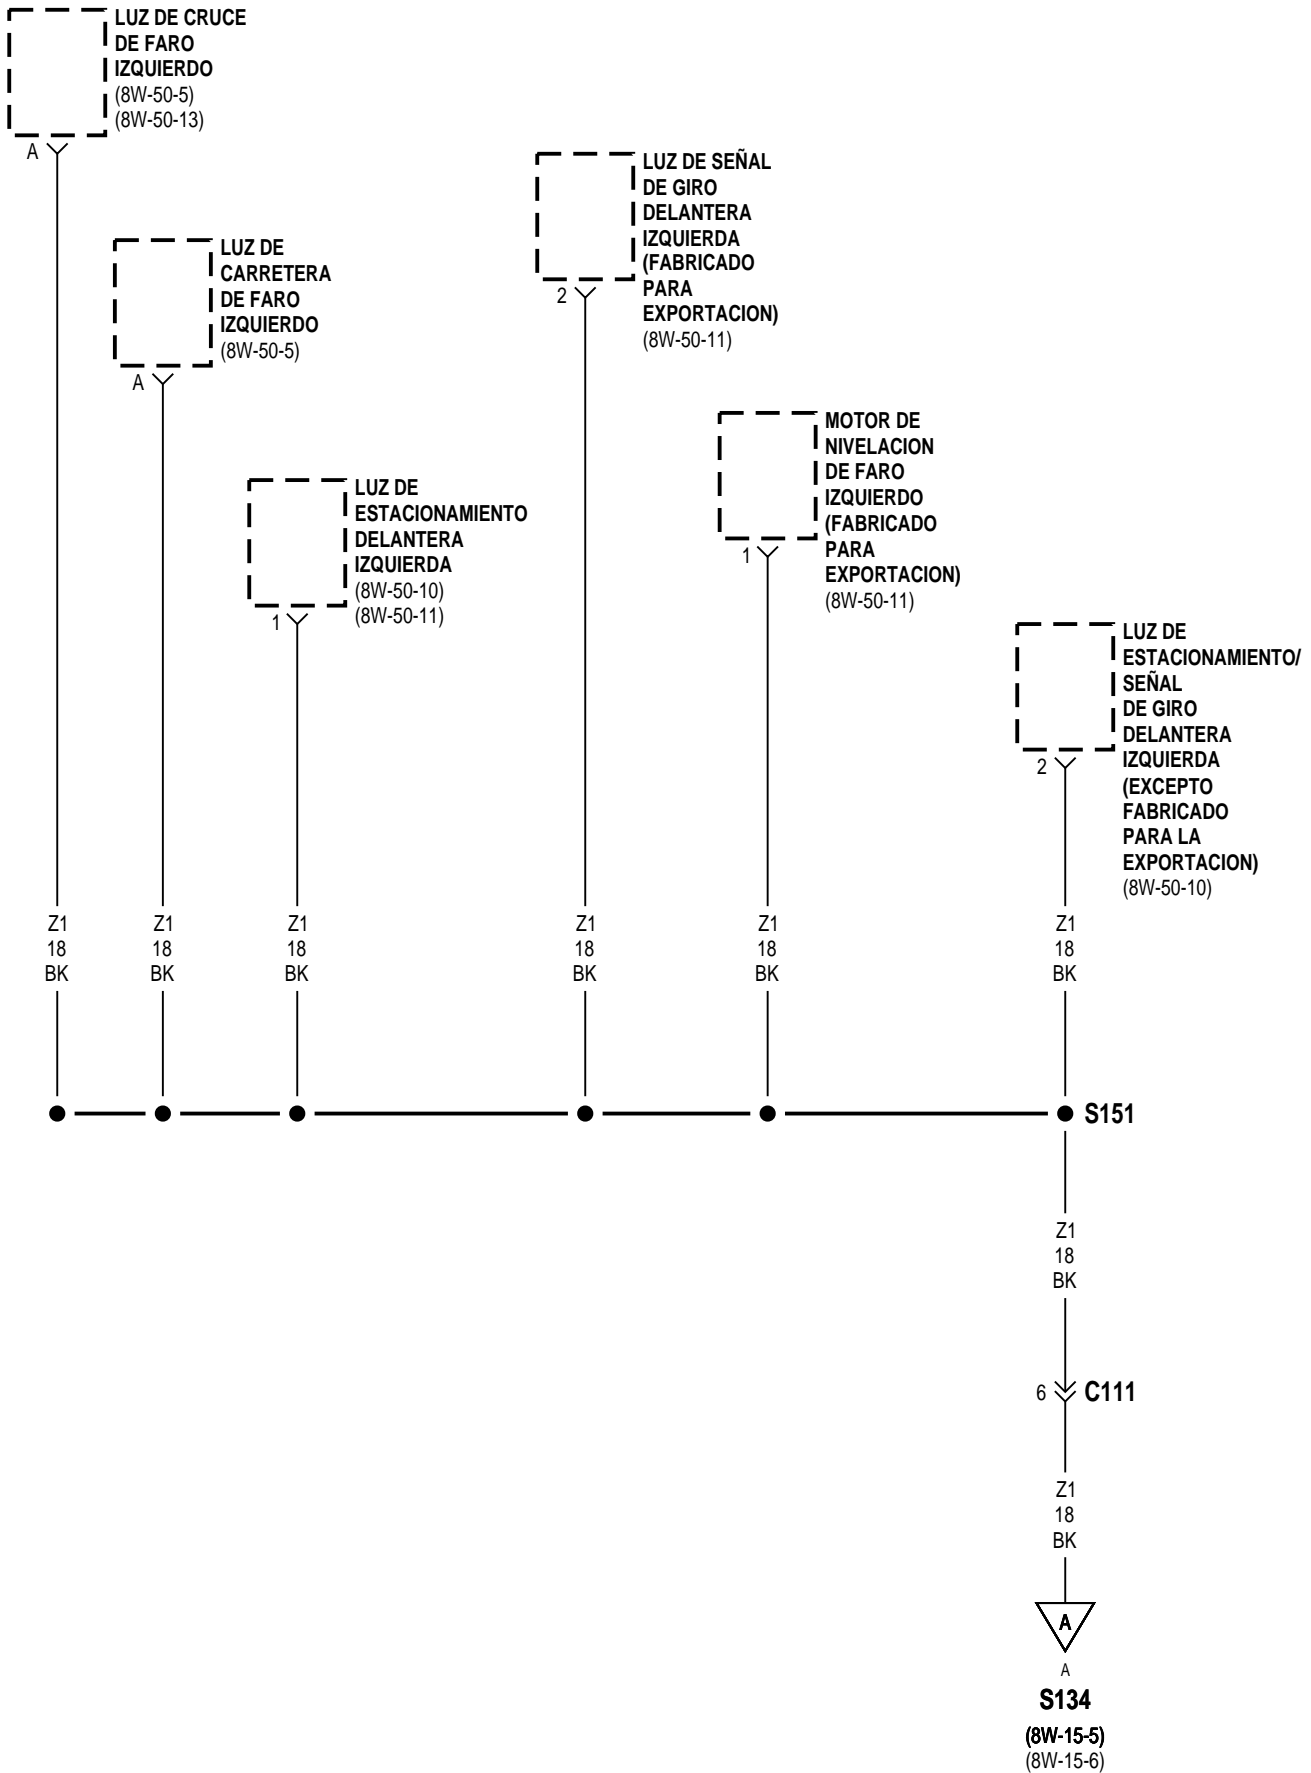 LUZ DE CRUCE
DE FARO
IZQUIERDO
(8W-50-5)
(8W-50-13)
A
LUZ DE
CARRETERA
DE FARO
IZQUIERDO
(8W-50-5)
A
LUZ DE
ESTACIONAMIENTO
DELANTERA
IZQUIERDA
(8W-50-10)
(8W-50-11)
1
LUZ DE SEÑAL
DE GIRO
DELANTERA
IZQUIERDA
(FABRICADO
PARA
EXPORTACION)
(8W-50-11)
2
MOTOR DE
NIVELACION
DE FARO
IZQUIERDO
(FABRICADO
PARA
EXPORTACION)
(8W-50-11)
1
LUZ DE
ESTACIONAMIENTO/
SEÑAL
DE GIRO
DELANTERA
IZQUIERDA
(EXCEPTO
FABRICADO
PARA LA
EXPORTACION)
(8W-50-10)
2
Z1
18
BK
Z1
18
BK
Z1
18
BK
Z1
18
BK
Z1
18
BK
Z1
18
BK
S151
Z1
18
BK
6 C111
Z1
18
BK
A
A
S134
(8W-15-5)
(8W-15-6)